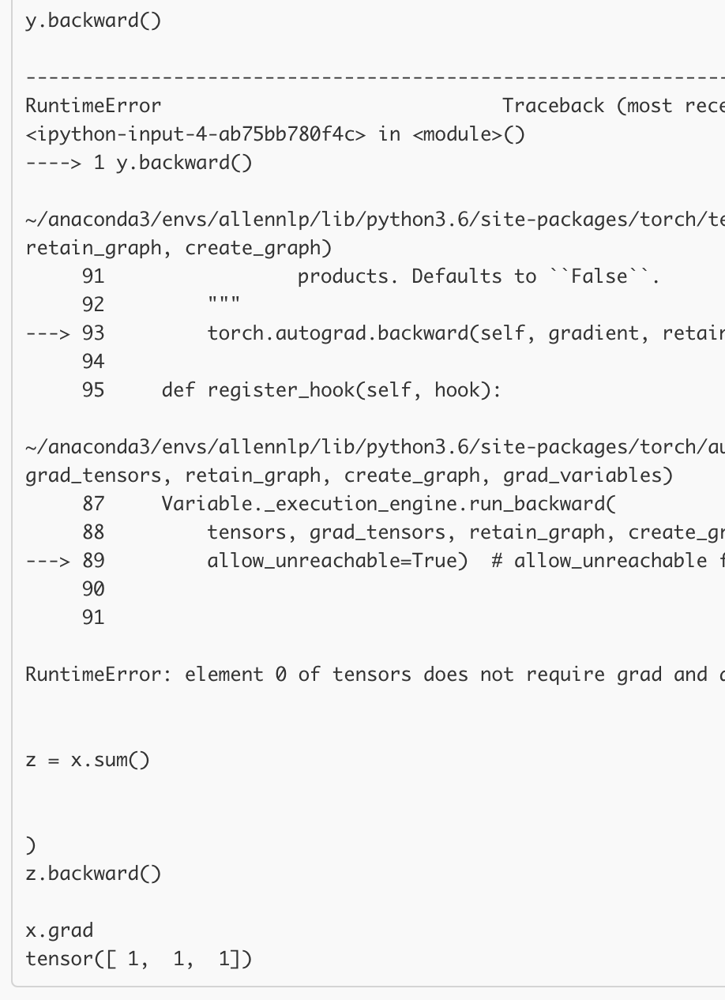 y.backward()
---------------------------------------------------------------------------
RuntimeError                              Traceback (most rece
<ipython-input-4-ab75bb780f4c> in <module>()
----> 1 y.backward()
~/anaconda3/envs/allennlp/lib/python3.6/site-packages/torch/te
retain_graph, create_graph)
     91                 products. Defaults to ``False``.
     92         """
---> 93         torch.autograd.backward(self, gradient, retain
     94
     95     def register_hook(self, hook):
~/anaconda3/envs/allennlp/lib/python3.6/site-packages/torch/au
grad_tensors, retain_graph, create_graph, grad_variables)
     87     Variable._execution_engine.run_backward(
     88         tensors, grad_tensors, retain_graph, create_gr
---> 89         allow_unreachable=True)  # allow_unreachable f
     90
     91
RuntimeError: element 0 of tensors does not require grad and d
z = x.sum()
)
z.backward()
x.grad
tensor([ 1,  1,  1])